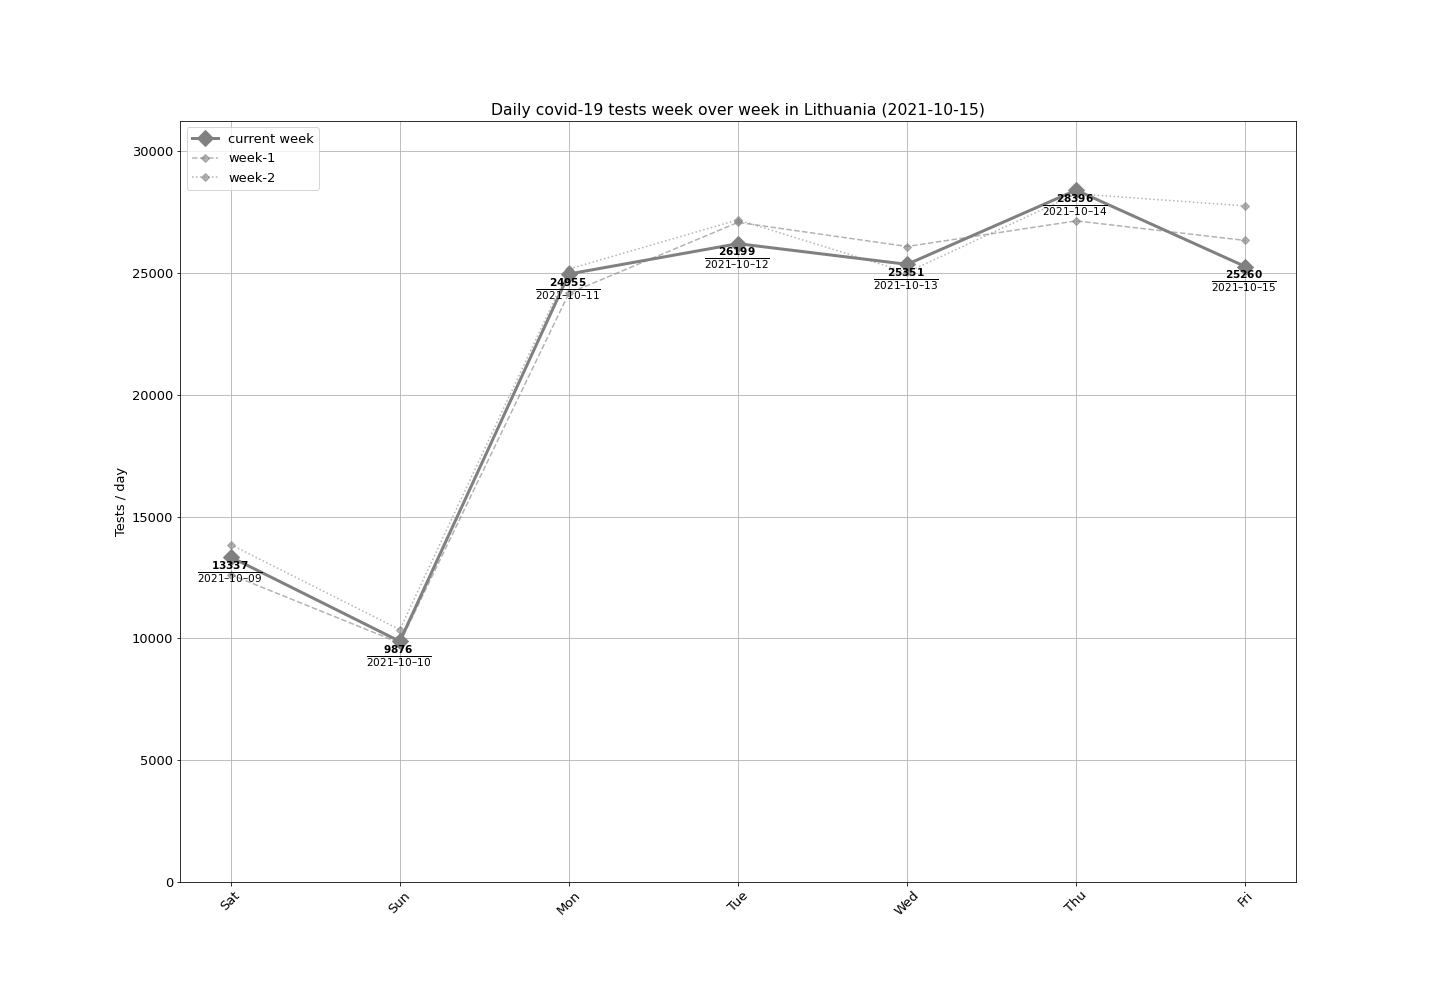 Daily covid-19 tests week over week in Lithuania (2021-10-15)
current week
week-1
week-2
30000
25000
20000
15000
10000
5000
0
Tests / day
13337
2021-10-09
9876
2021-10-10
24955
2021-10-11
26199
2021-10-12
25351
2021-10-13
28396
2021-10-14
25260
2021-10-15
Sat
Sun
Mon
Tue
Wed
Thu
Fri